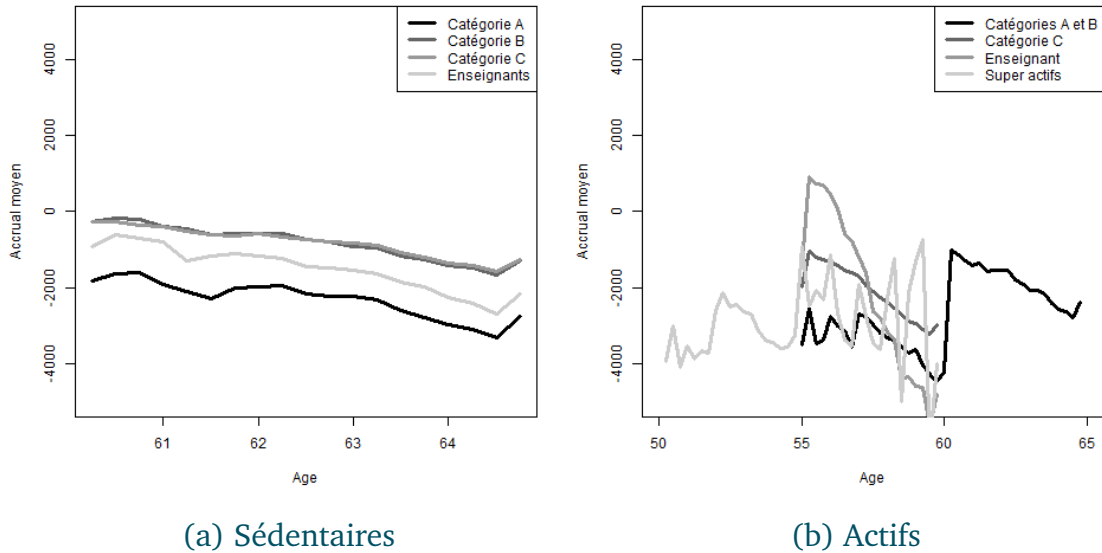 Catégorie A
Catégorie B
Catégorie C
Enseignants
4000
2000
0
-2000
-4000
Accrual moyen
61
62
63
64
Age
(a) Sédentaires
Catégories A et B
Catégorie C
Enseignant
Super actifs
4000
2000
0
-2000
-4000
Accrual moyen
50
55
60
65
Age
(b) Actifs